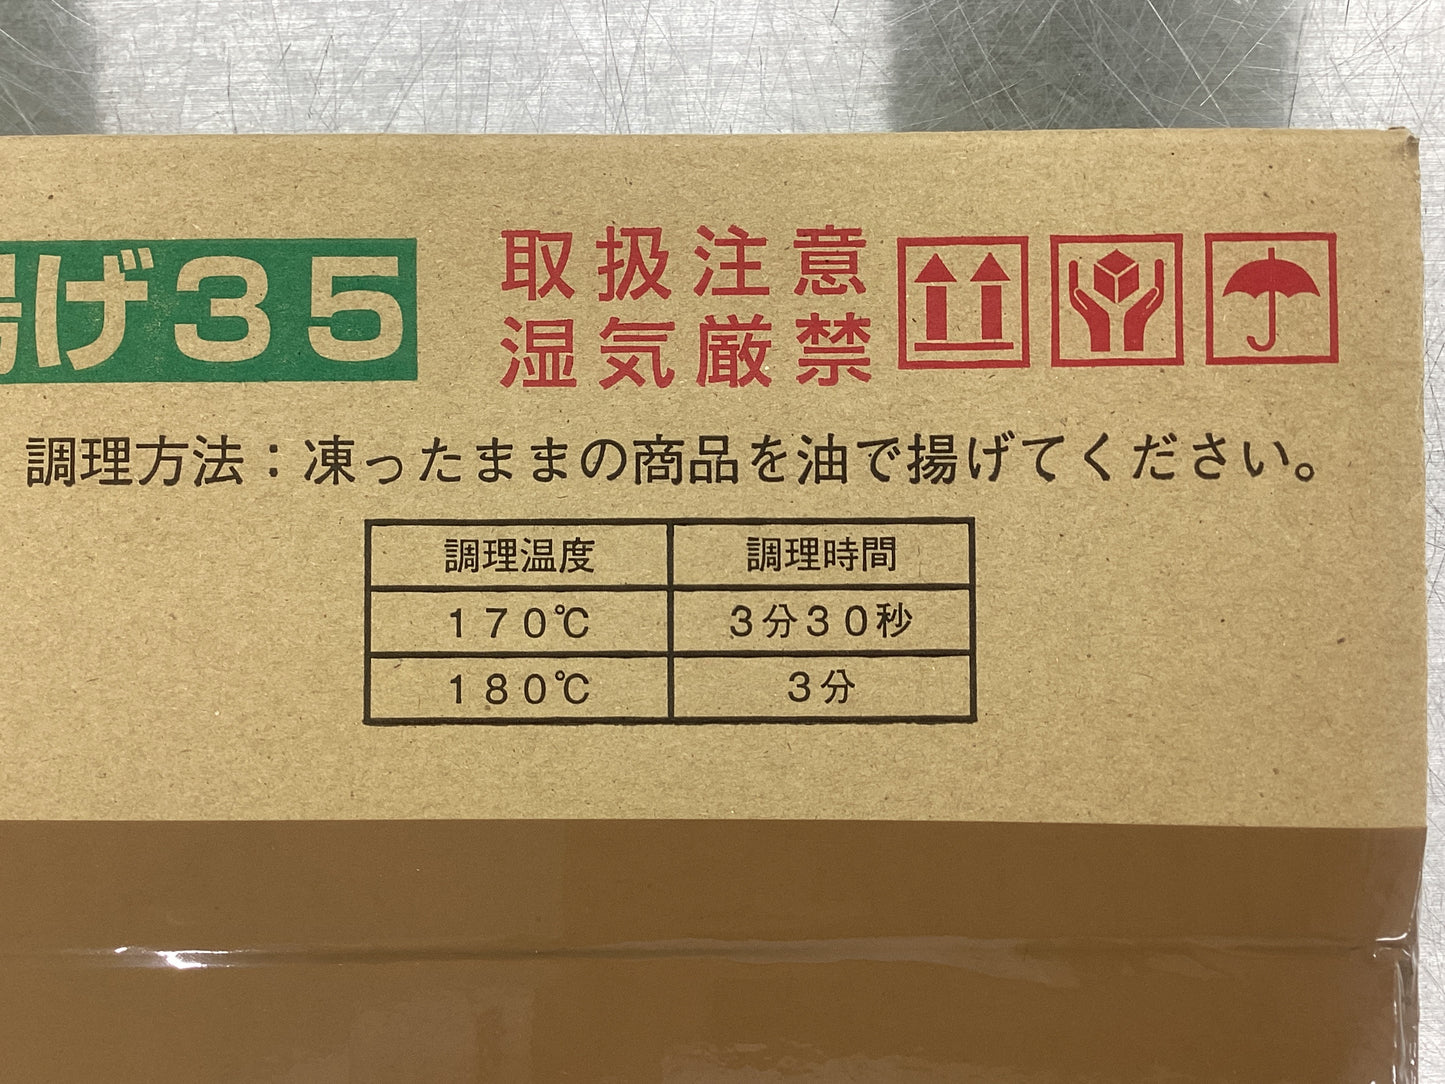 揚げ３５
取扱注意
湿気厳禁
調理方法：凍ったままの商品を油で揚げてください。
調理温度 調理時間
１７０℃ ３分３０秒
１８０℃ ３分